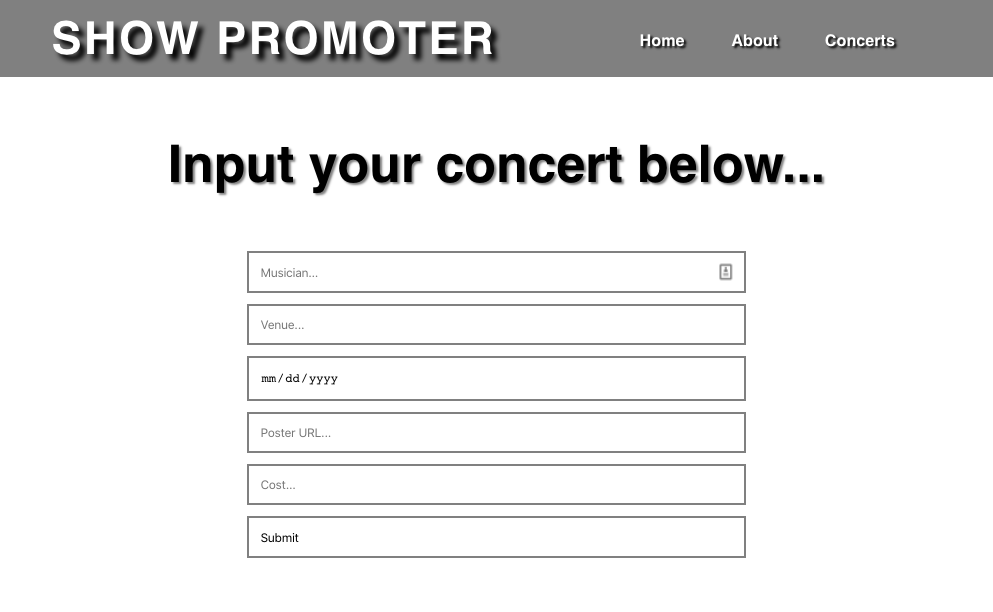 SHOW PROMOTER
Home About Concerts
Input your concert below...
Musician...
Venue...
mm/dd/yyyy
Poster URL...
Cost...
Submit